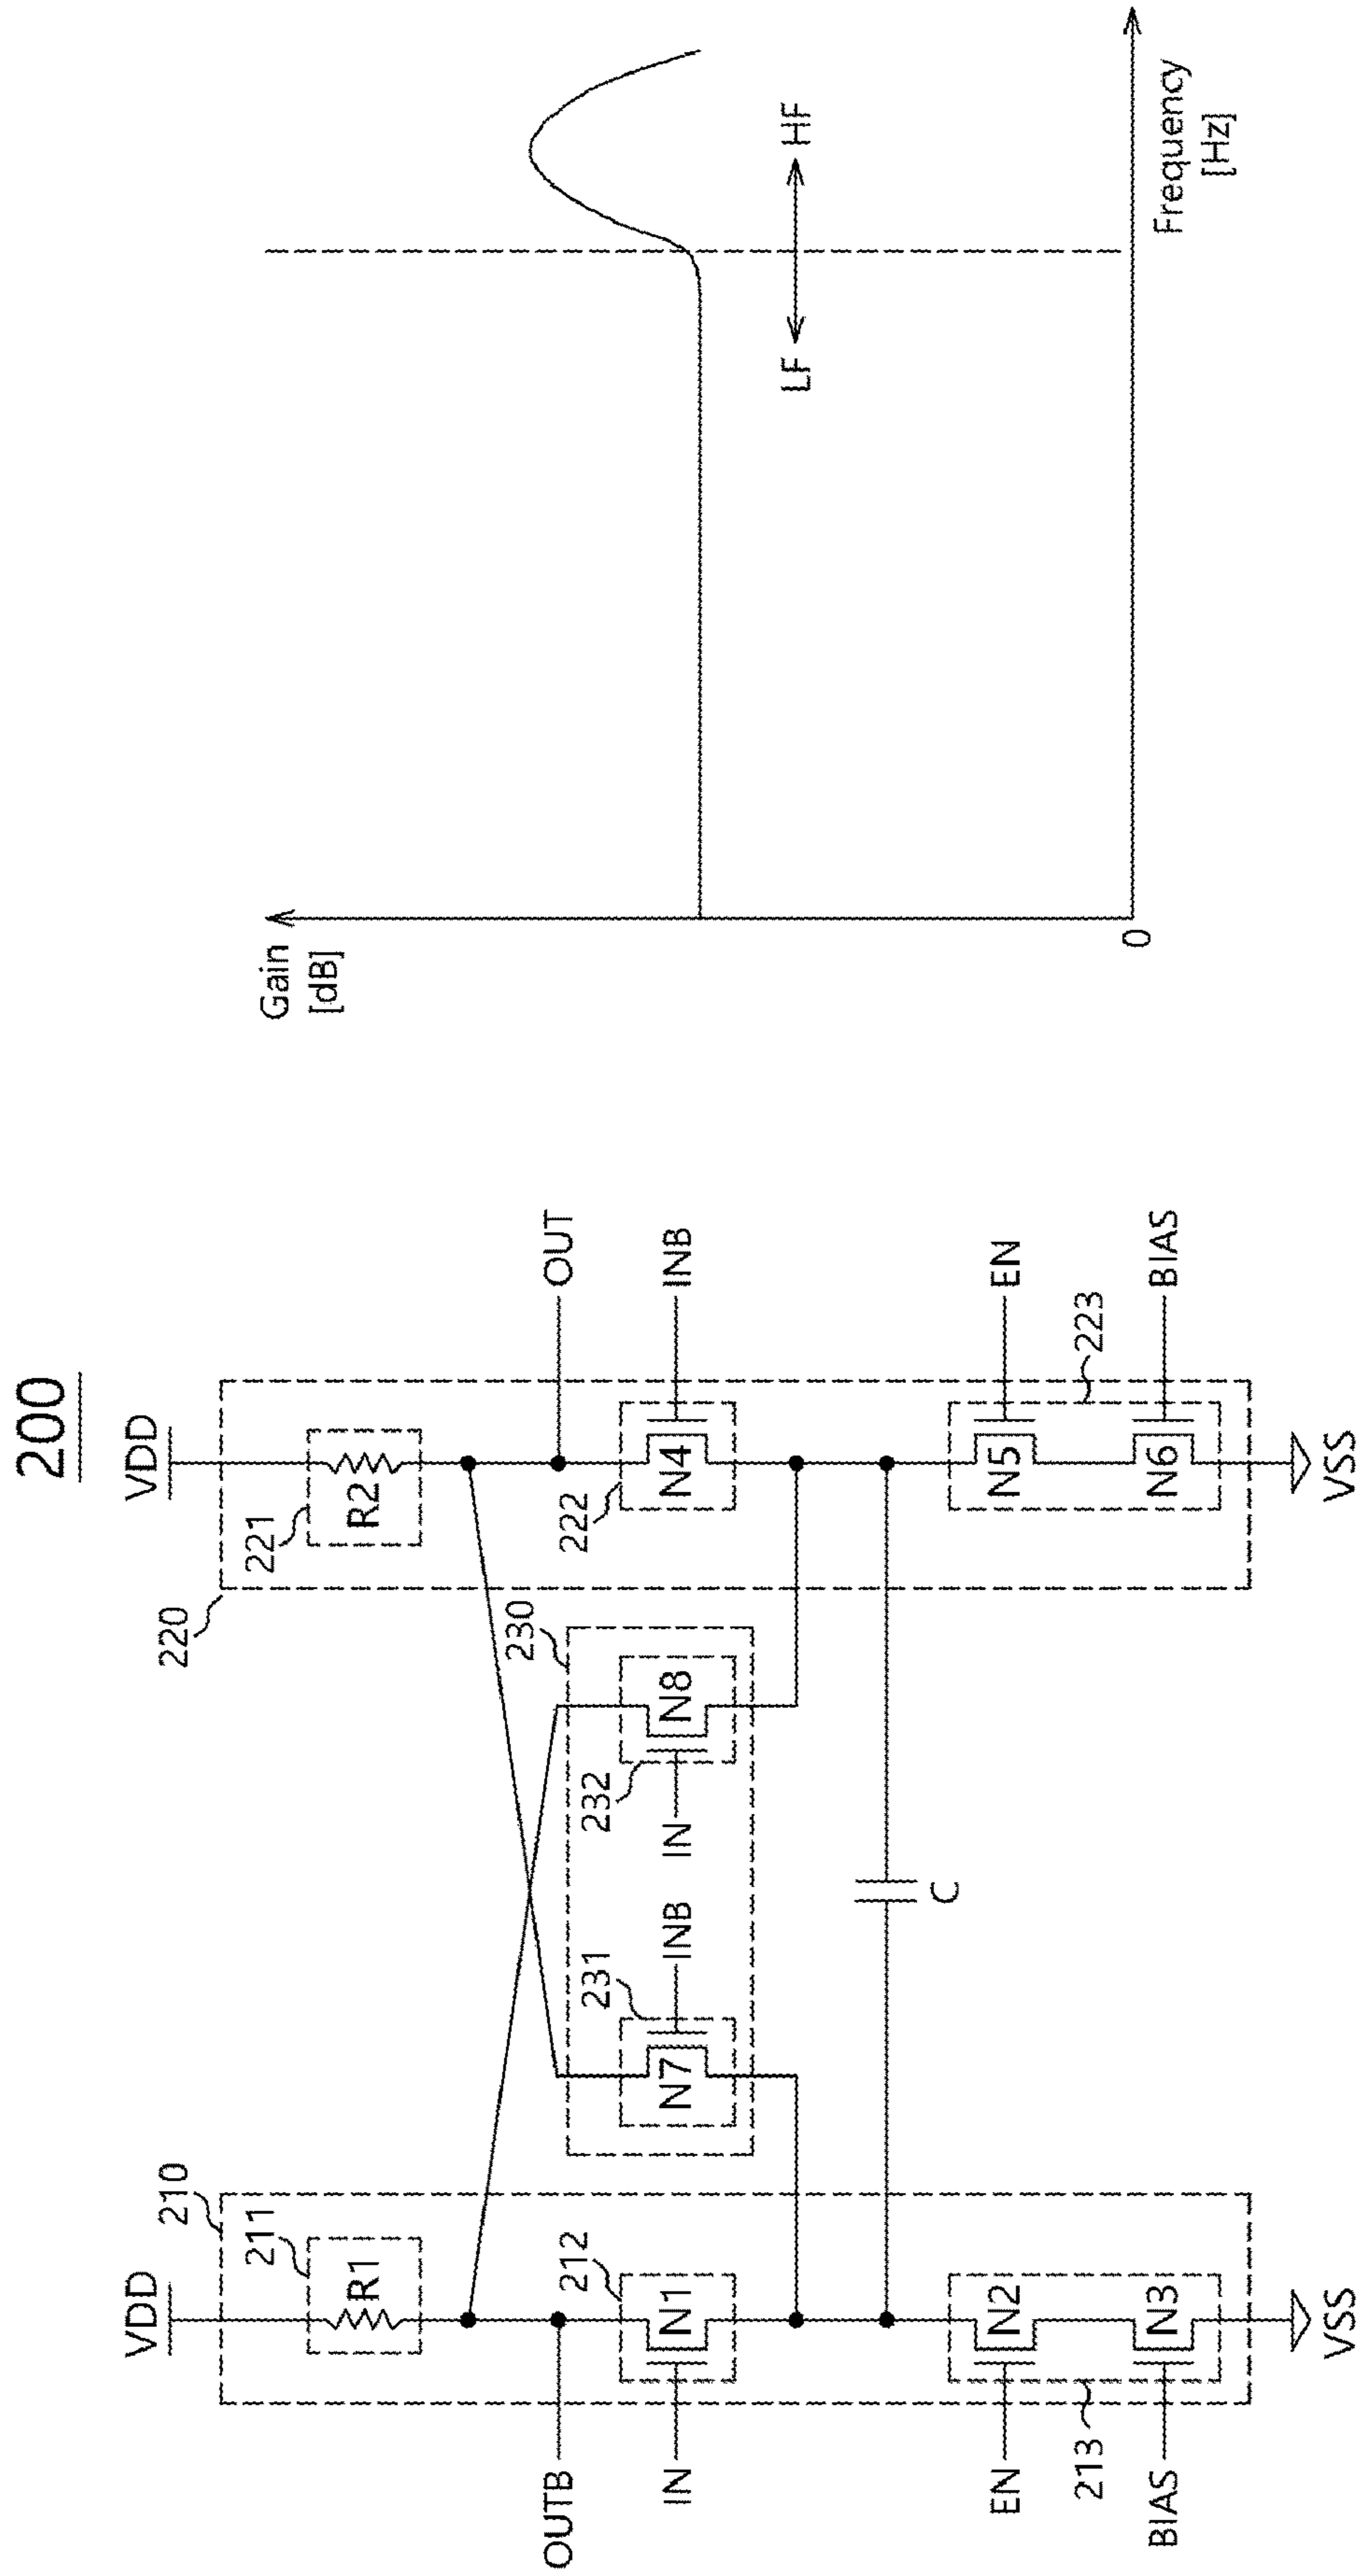 200
VDD
VDD
210
220
211
R1
221
R2
230
OUTB
OUT
212
231
232
222
IN
N1
N7
INB
IN
N8
N4
INB
C
EN
N2
N5
EN
213
223
BIAS
N3
N6
BIAS
VSS
VSS
Gain
[dB]
LF
HF
0
Frequency
[Hz]